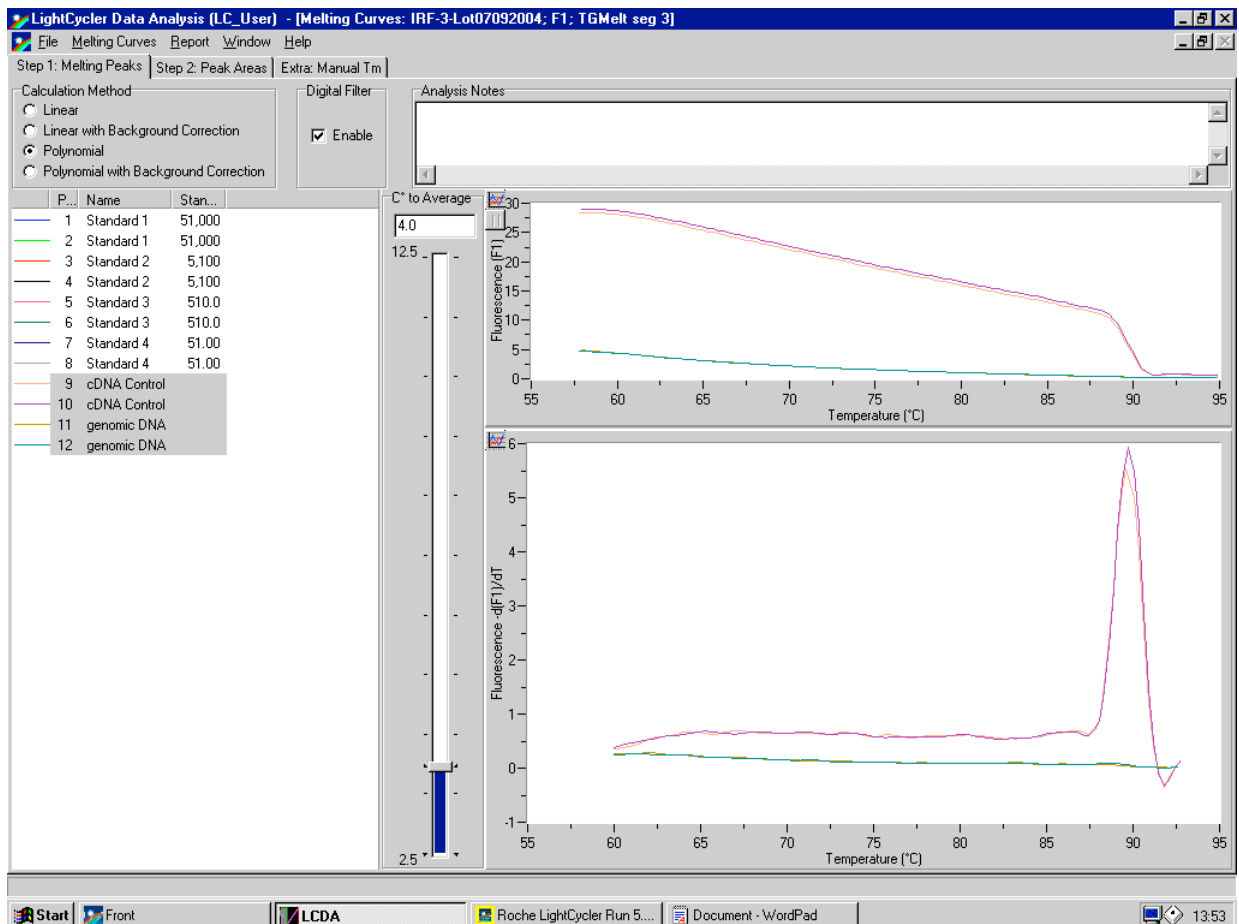 LightCycler Data Analysis (LC_User) - [Melting Curves: IRF-3-Lot07092004; F1; TGMelt seg 3]
File Melting Curves Report Window Help
Step 1: Melting Peaks Step 2: Peak Areas Extra: Manual Tm
Calculation Method
Linear
Linear with Background Correction
Polynomial
Polynomial with Background Correction
Digital Filter
Enable
Analysis Notes
P... Name Stan...
1 Standard 1 51,000
2 Standard 1 51,000
3 Standard 2 5,100
4 Standard 2 5,100
5 Standard 3 510.0
6 Standard 3 510.0
7 Standard 4 51.00
8 Standard 4 51.00
9 cDNA Control
10 cDNA Control
11 genomic DNA
12 genomic DNA
C° to Average
4.0
12.5
2.5
Fluorescence (F1)
30
25
20
15
10
5
0
55 60 65 70 75 80 85 90 95
Temperature (°C)
Fluorescence -d(F1)/dT
6
5
4
3
2
1
0
-1
55 60 65 70 75 80 85 90 95
Temperature (°C)
Start Front LCDA Roche LightCycler Run 5.... Document - WordPad 13:53